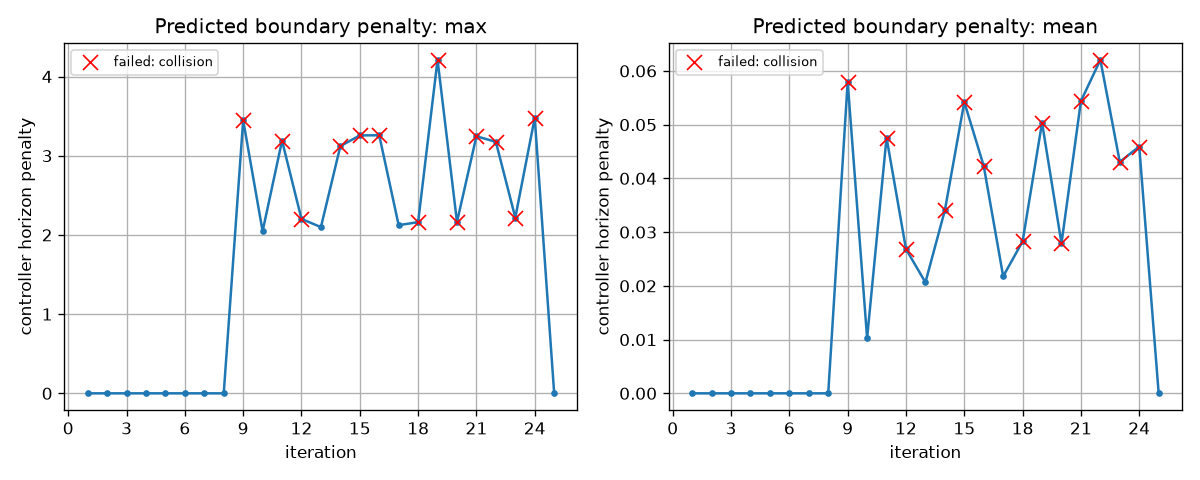 Predicted boundary penalty: max
failed: collision
controller horizon penalty
4
3
2
1
0
0 3 6 9 12 15 18 21 24
iteration
Predicted boundary penalty: mean
failed: collision
controller horizon penalty
0.06
0.05
0.04
0.03
0.02
0.01
0.00
0 3 6 9 12 15 18 21 24
iteration